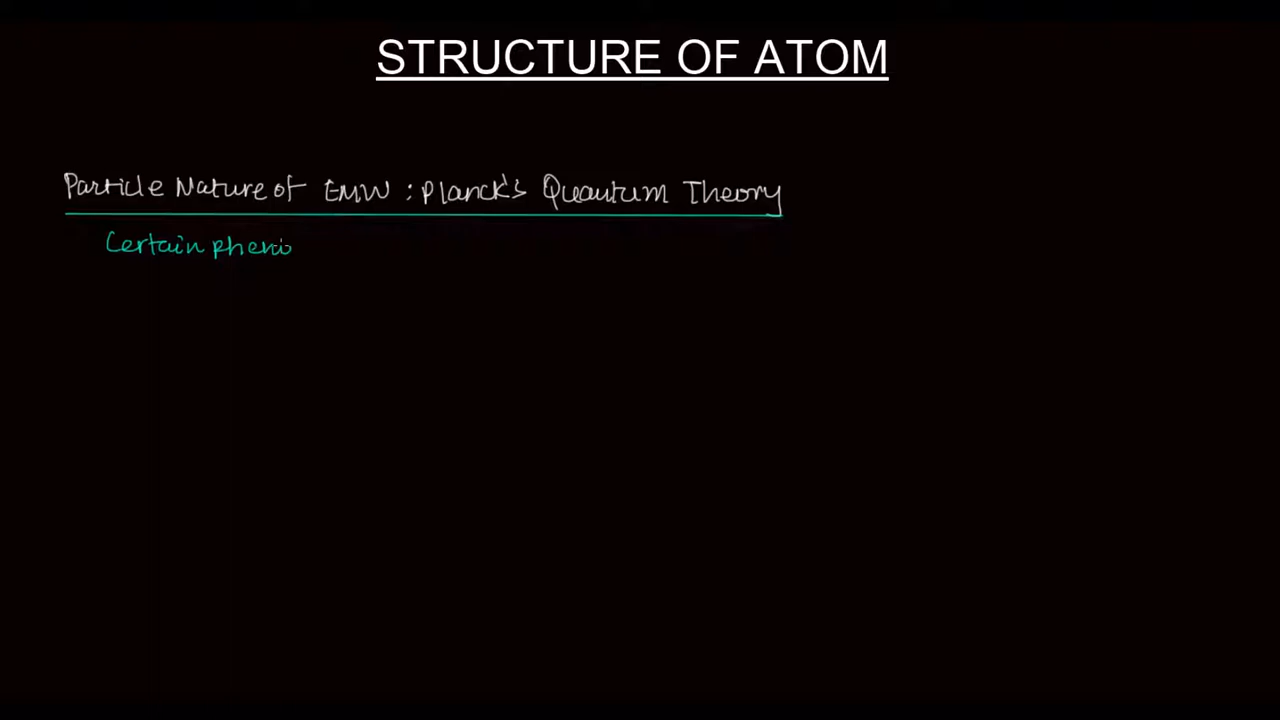 STRUCTURE OF ATOM
Particle Nature of EMW : Planck's Quantum Theory
Certain pheno